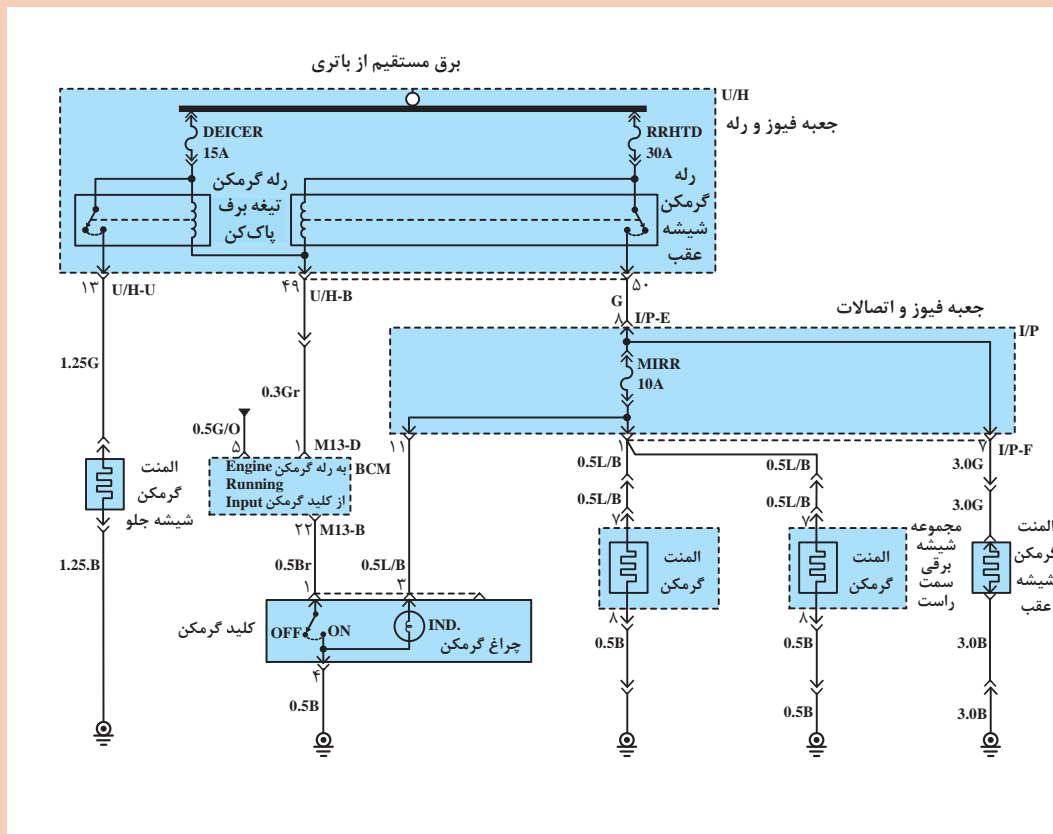 برق مستقیم از باتری
U/H
جعبه فیوز و رله
DEICER
15A
RRHTD
30A
رله گرمکن
تیغه برف
پاک‌کن
رله
گرمکن
شیشه
عقب
۱۳
U/H-U
۴۹
U/H-B
۵۰
G
۸
I/P-E
جعبه فیوز و اتصالات
I/P
MIRR
10A
1.25G
0.3Gr
0.5G/O
۵
۱
M13-D
۱۱
۱
۷
I/P-F
Engine به رله گرمکن
Running
Input از کلید گرمکن
BCM
۲۲
M13-B
المنت
گرمکن
شیشه جلو
1.25.B
0.5L/B
0.5L/B
0.5L/B
0.5L/B
3.0G
3.0G
۷
۷
المنت
گرمکن
المنت
گرمکن
مجموعه
شیشه
برقی
سمت
راست
المنت
گرمکن
شیشه
عقب
0.5Br
0.5L/B
۱
۳
کلید گرمکن
OFF
ON
IND.
چراغ گرمکن
۴
0.5B
۸
۸
0.5B
0.5B
3.0B
0.5B
3.0B